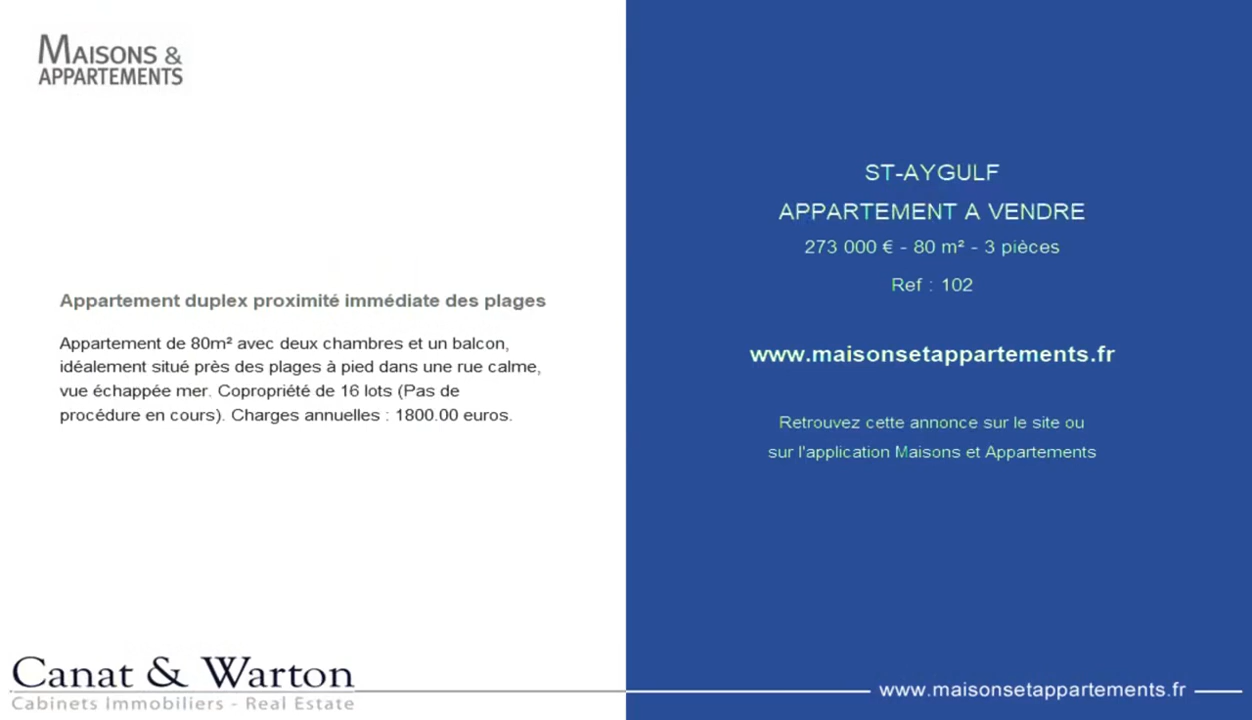 MAISONS &
APPARTEMENTS
Appartement duplex proximité immédiate des plages
Appartement de 80m² avec deux chambres et un balcon,
idéalement situé près des plages à pied dans une rue calme,
vue échappée mer. Copropriété de 16 lots (Pas de
procédure en cours). Charges annuelles : 1800.00 euros.
Canat & Warton
Cabinets Immobiliers - Real Estate
ST-AYGULF
APPARTEMENT A VENDRE
273 000 € - 80 m² - 3 pièces
Ref : 102
www.maisonsetappartements.fr
Retrouvez cette annonce sur le site ou
sur l'application Maisons et Appartements
www.maisonsetappartements.fr